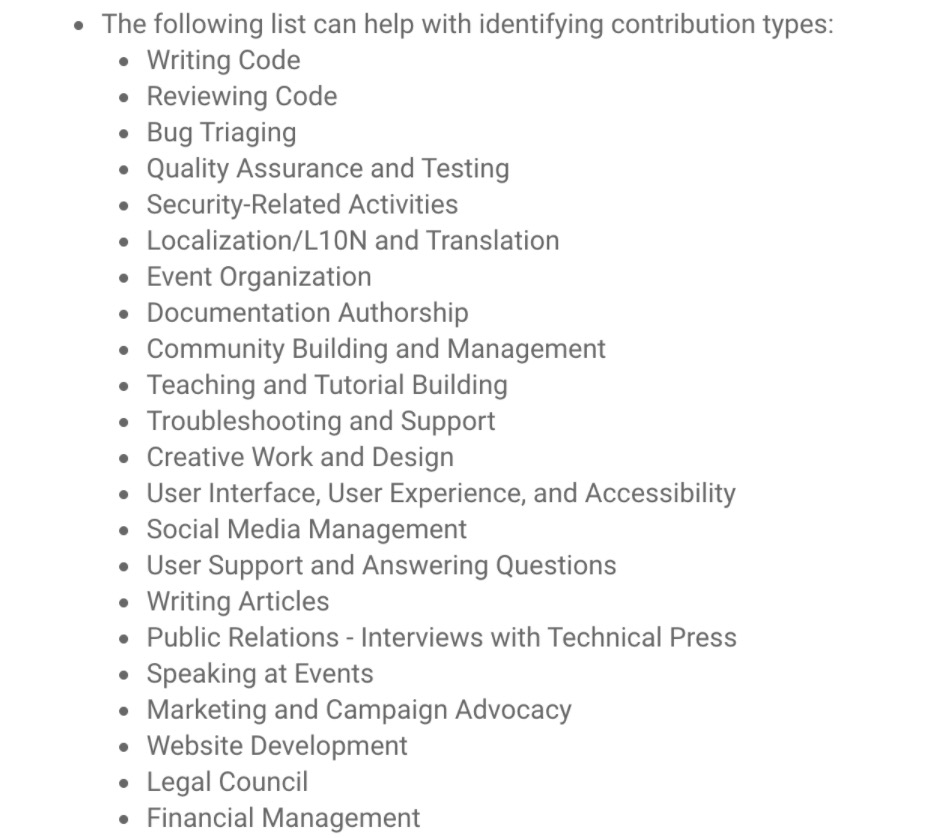 The following list can help with identifying contribution types:
Writing Code
Reviewing Code
Bug Triaging
Quality Assurance and Testing
Security-Related Activities
Localization/L10N and Translation
Event Organization
Documentation Authorship
Community Building and Management
Teaching and Tutorial Building
Troubleshooting and Support
Creative Work and Design
User Interface, User Experience, and Accessibility
Social Media Management
User Support and Answering Questions
Writing Articles
Public Relations - Interviews with Technical Press
Speaking at Events
Marketing and Campaign Advocacy
Website Development
Legal Council
Financial Management